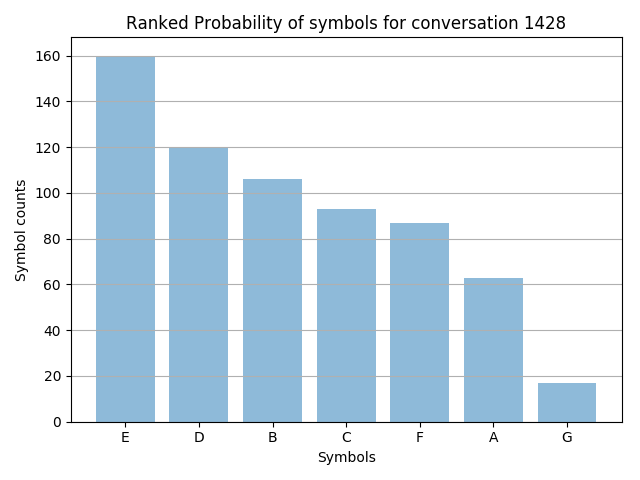 Ranked Probability of symbols for conversation 1428
160
140
120
100
80
60
40
20
0
Symbol counts
E D B C F A G
Symbols